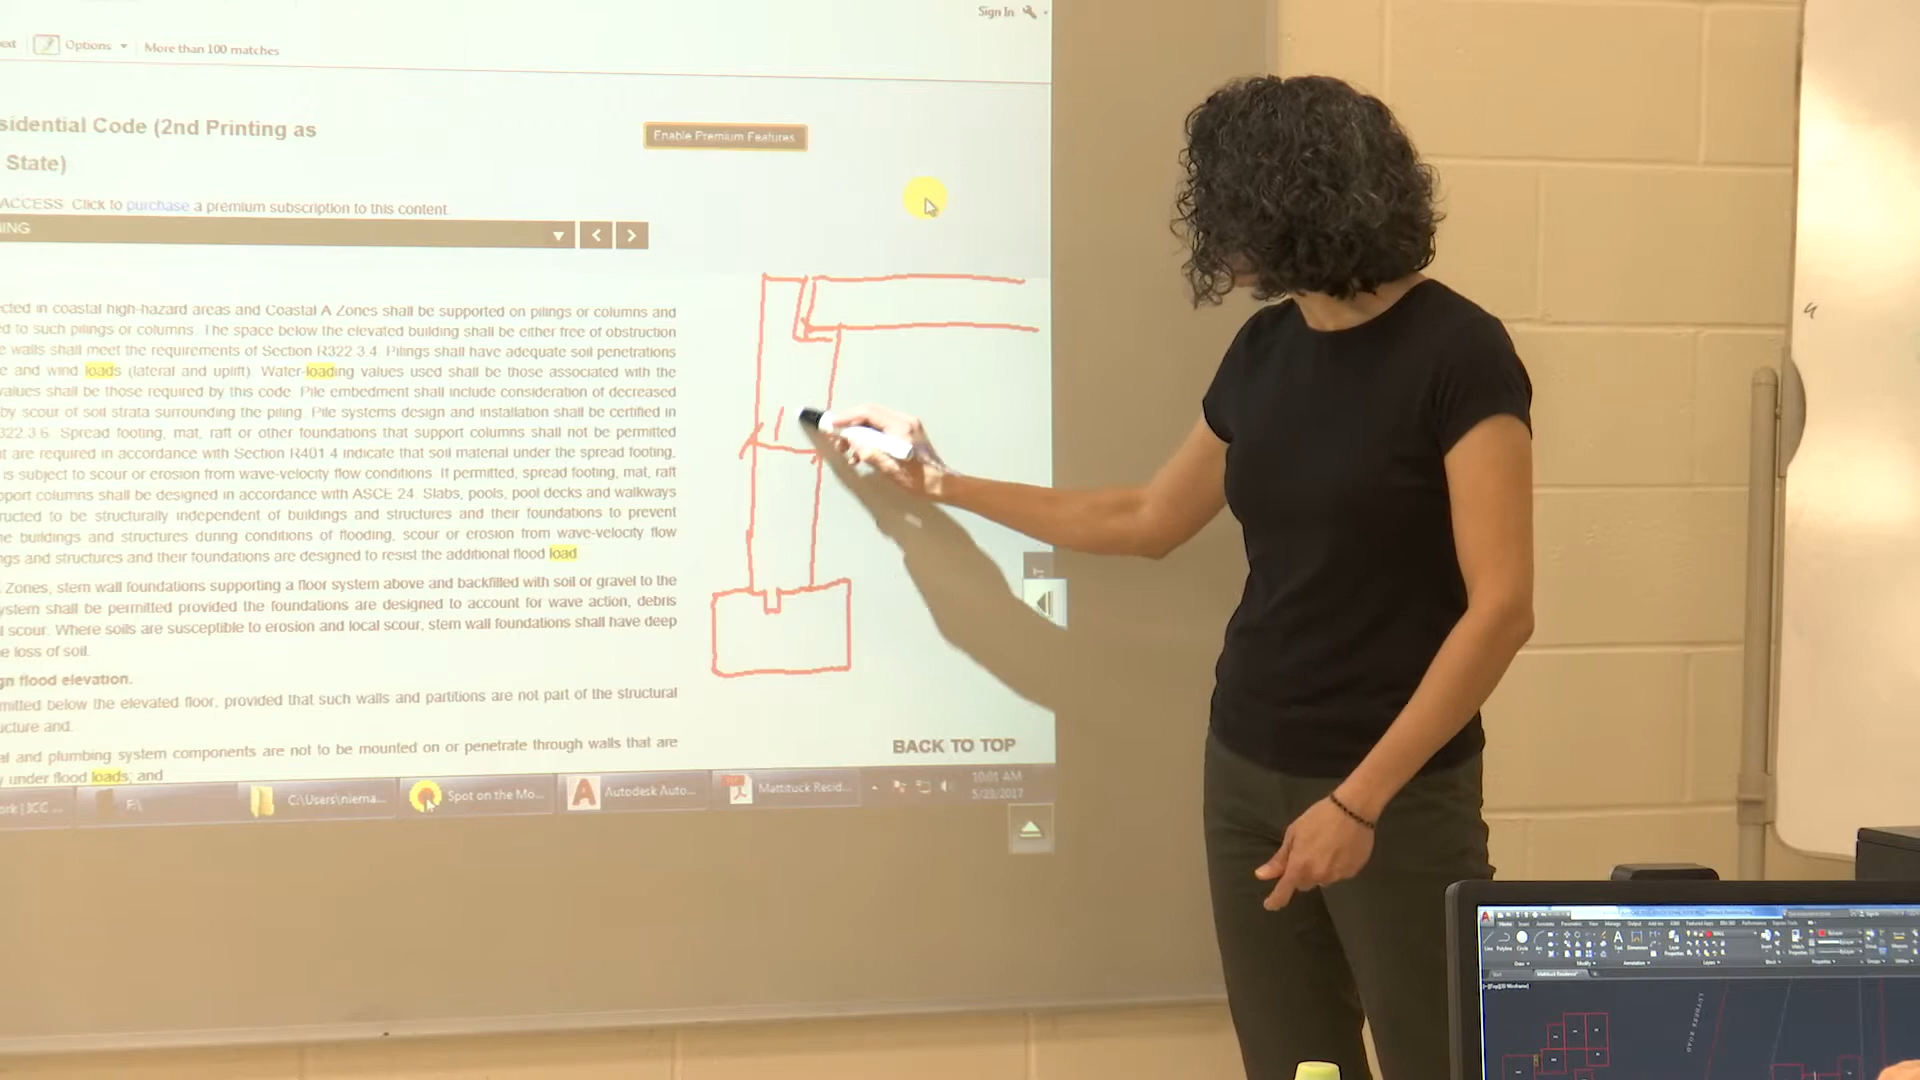 Sign In
ext Options More than 100 matches
sidential Code (2nd Printing as
State)
Enable Premium Features
ACCESS. Click to purchase a premium subscription to this content.
ING
cted in coastal high-hazard areas and Coastal A Zones shall be supported on pilings or columns and
ed to such pilings or columns. The space below the elevated building shall be either free of obstruction
e walls shall meet the requirements of Section R322.3.4. Pilings shall have adequate soil penetrations
e and wind loads (lateral and uplift). Water-loading values used shall be those associated with the
values shall be those required by this code. Pile embedment shall include consideration of decreased
by scour of soil strata surrounding the piling. Pile systems design and installation shall be certified in
322.3.6. Spread footing, mat, raft or other foundations that support columns shall not be permitted
t are required in accordance with Section R401.4 indicate that soil material under the spread footing,
is subject to scour or erosion from wave-velocity flow conditions. If permitted, spread footing, mat, raft
pport columns shall be designed in accordance with ASCE 24. Slabs, pools, pool decks and walkways
ructed to be structurally independent of buildings and structures and their foundations to prevent
he buildings and structures during conditions of flooding, scour or erosion from wave-velocity flow
ngs and structures and their foundations are designed to resist the additional flood load
Zones, stem wall foundations supporting a floor system above and backfilled with soil or gravel to the
ystem shall be permitted provided the foundations are designed to account for wave action, debris
l scour. Where soils are susceptible to erosion and local scour, stem wall foundations shall have deep
e loss of soil.
gn flood elevation.
mitted below the elevated floor, provided that such walls and partitions are not part of the structural
ucture and.
al and plumbing system components are not to be mounted on or penetrate through walls that are
y under flood loads; and
BACK TO TOP
ork | ICC ... F:\ C:\Users\niema... Spot on the Mo... Autodesk Auto... Mattituck Resid... 10:01 AM
5/23/2017